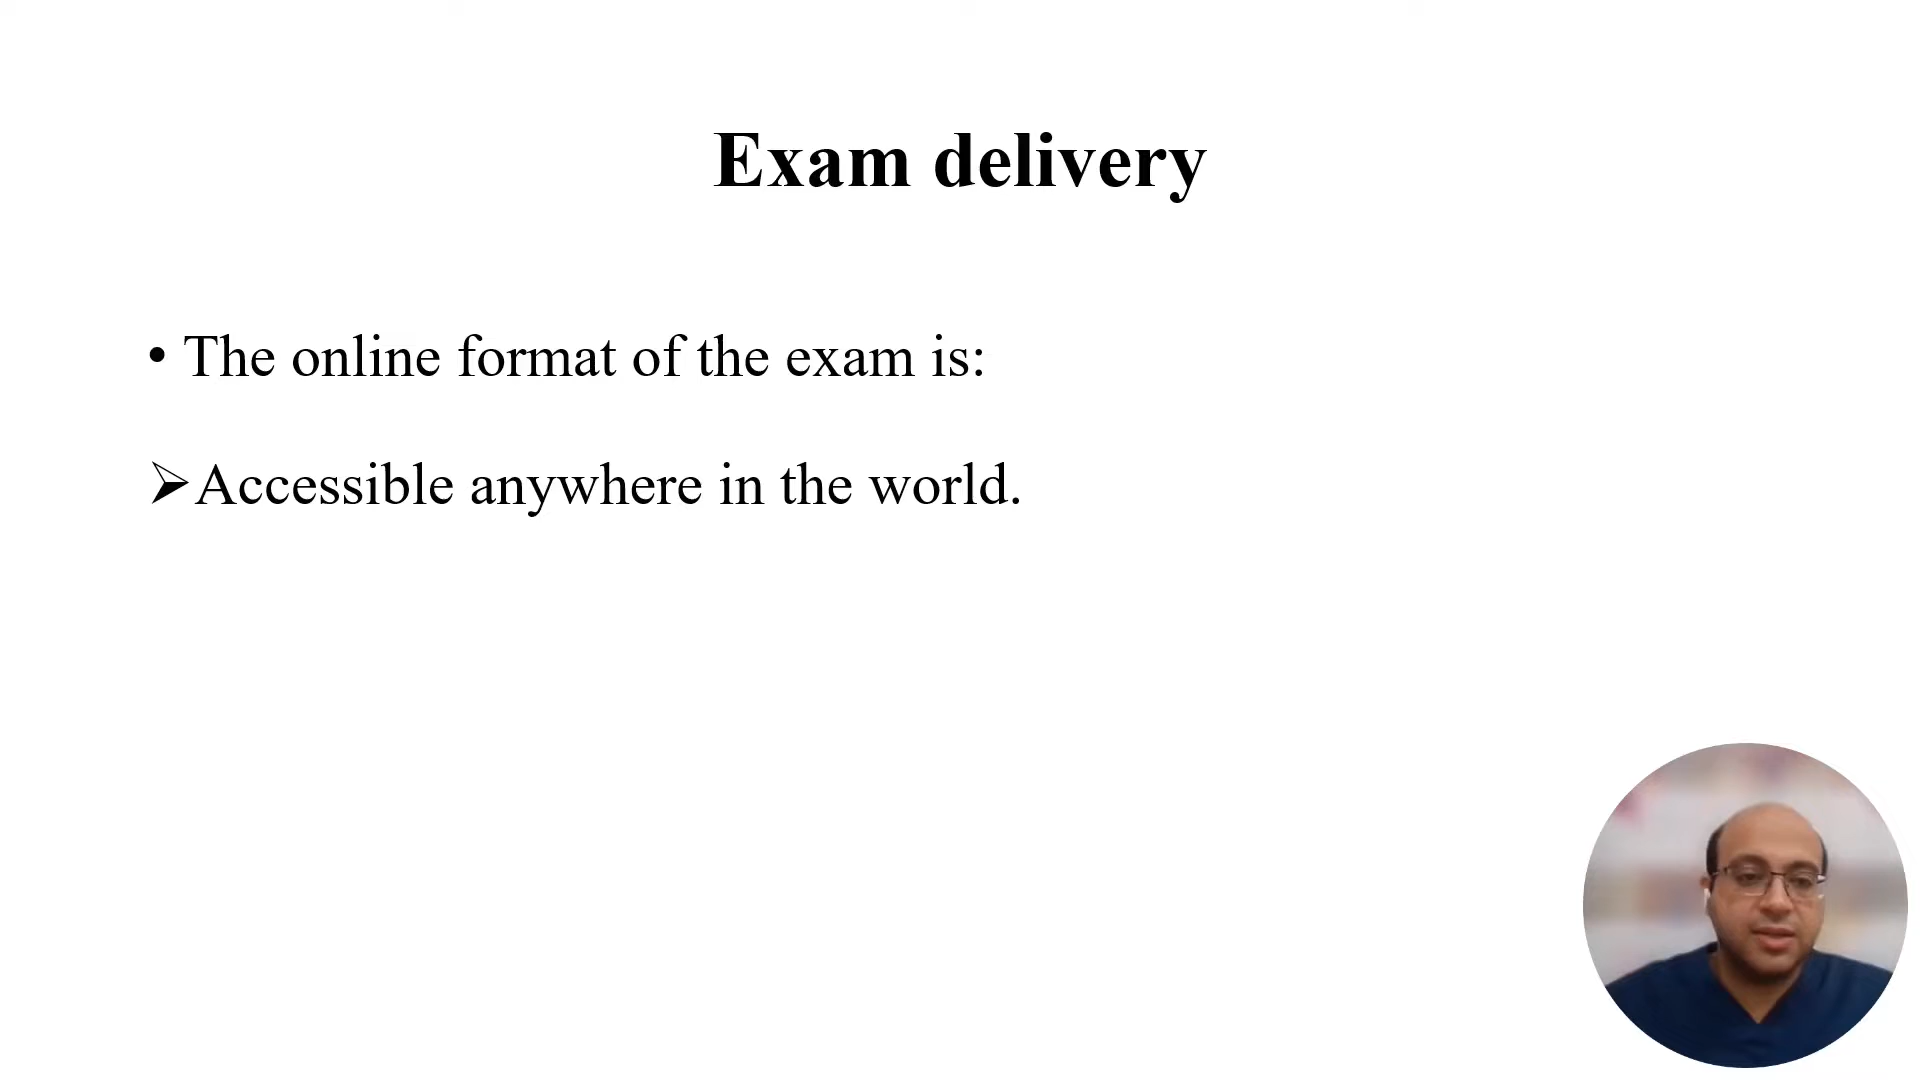 Exam delivery
• The online format of the exam is:
➢Accessible anywhere in the world.